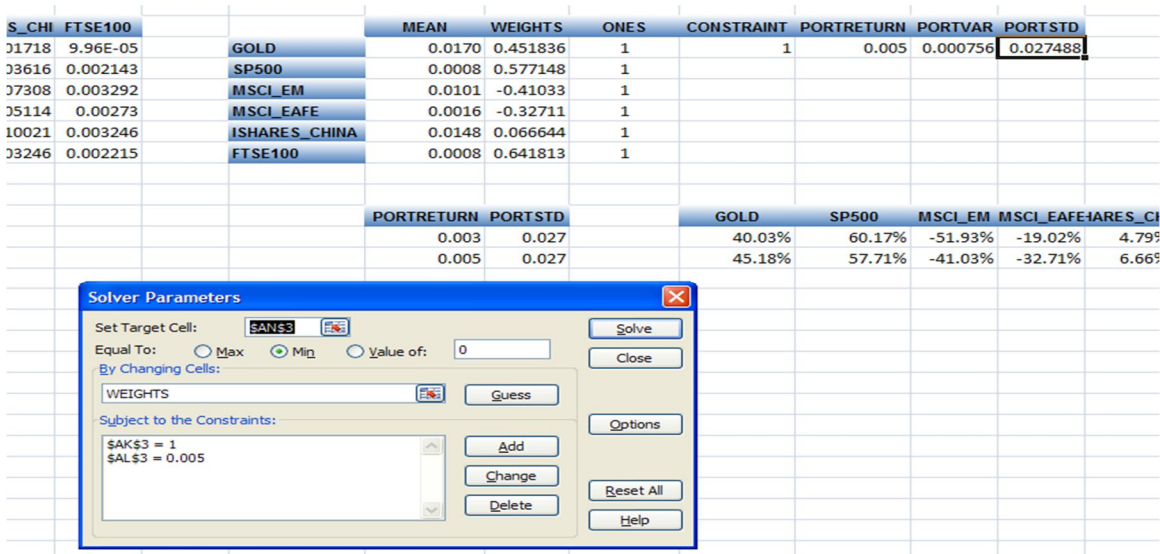 S_CHI FTSE100 MEAN WEIGHTS ONES CONSTRAINT PORTRETURN PORTVAR PORTSTD
01718 9.96E-05 GOLD 0.0170 0.451836 1 1 0.005 0.000756 0.027488
03616 0.002143 SP500 0.0008 0.577148 1
07308 0.003292 MSCI_EM 0.0101 -0.41033 1
05114 0.00273 MSCI_EAFE 0.0016 -0.32711 1
10021 0.003246 ISHARES_CHINA 0.0148 0.066644 1
03246 0.002215 FTSE100 0.0008 0.641813 1
PORTRETURN PORTSTD GOLD SP500 MSCI_EM MSCI_EAFE HARES_CH
0.003 0.027 40.03% 60.17% -51.93% -19.02% 4.79%
0.005 0.027 45.18% 57.71% -41.03% -32.71% 6.66%
Solver Parameters
Set Target Cell: $AN$3 Solve
Equal To: Max Min Value of: 0 Close
By Changing Cells:
WEIGHTS Guess
Subject to the Constraints: Options
$AK$3 = 1 Add
$AL$3 = 0.005
Change
Reset All
Delete
Help